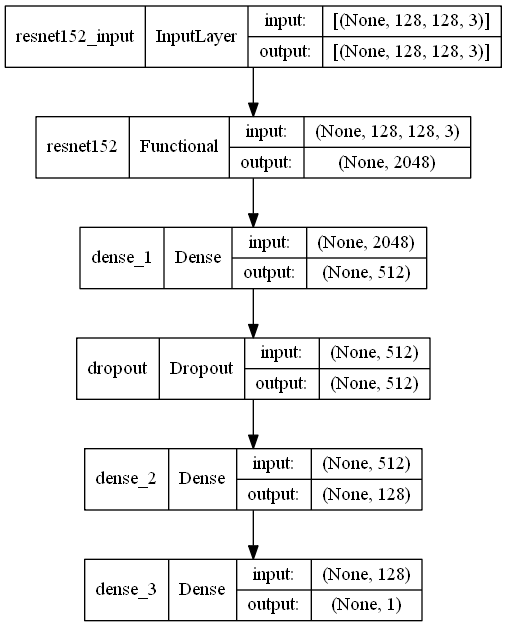 resnet152_input InputLayer input: [(None, 128, 128, 3)]
output: [(None, 128, 128, 3)]
resnet152 Functional input: (None, 128, 128, 3)
output: (None, 2048)
dense_1 Dense input: (None, 2048)
output: (None, 512)
dropout Dropout input: (None, 512)
output: (None, 512)
dense_2 Dense input: (None, 512)
output: (None, 128)
dense_3 Dense input: (None, 128)
output: (None, 1)